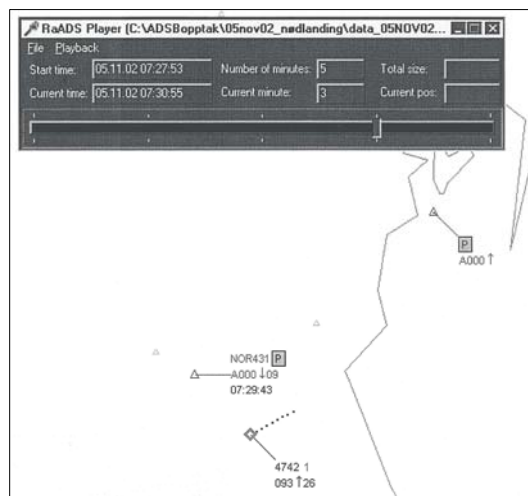 RaADS Player (C:\ADSBopptak\05nov02_nødlanding\data_05NOV02...
File Playback
Start time: 05.11.02 07:27:53 Number of minutes: 5 Total size:
Current time: 05.11.02 07:30:55 Current minute: 3 Current pos:
P
A000 ↑
NOR431 P
A000 ↓09
07:29:43
4742 1
093 ↑26